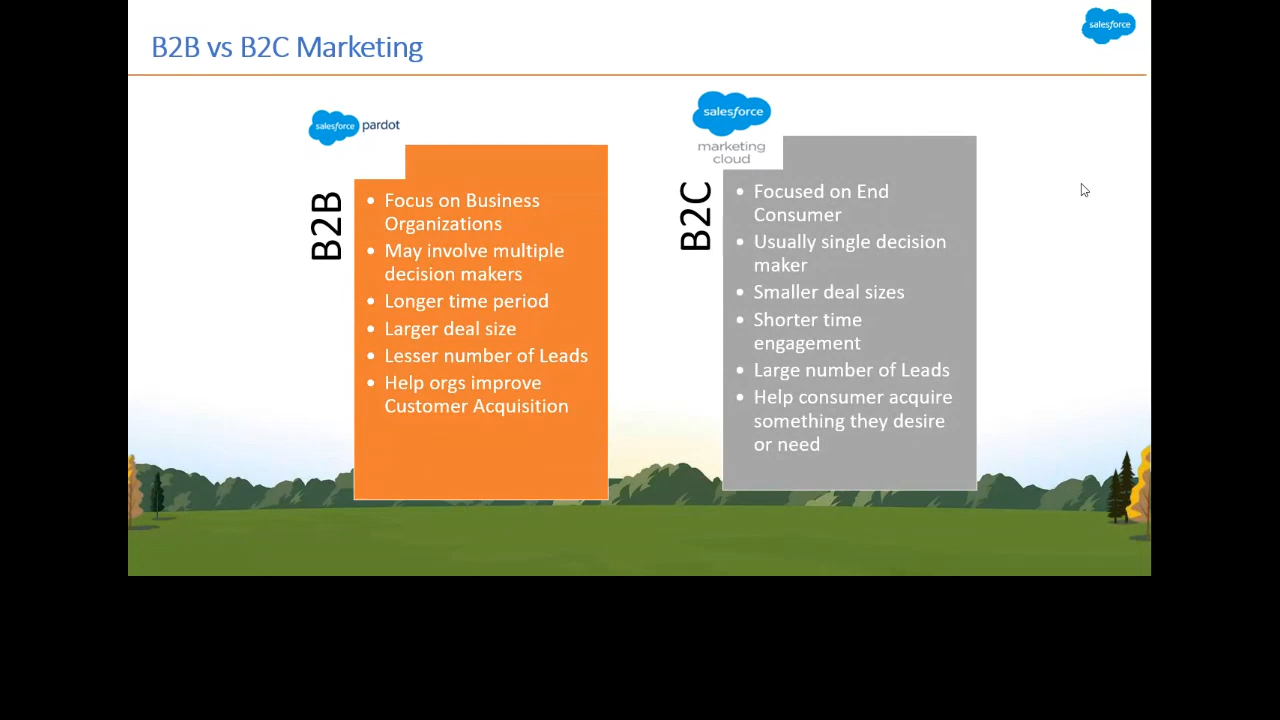 B2B vs B2C Marketing
salesforce
salesforce pardot
B2B
• Focus on Business
Organizations
• May involve multiple
decision makers
• Longer time period
• Larger deal size
• Lesser number of Leads
• Help orgs improve
Customer Acquisition
salesforce
marketing
cloud
B2C
• Focused on End
Consumer
• Usually single decision
maker
• Smaller deal sizes
• Shorter time
engagement
• Large number of Leads
• Help consumer acquire
something they desire
or need